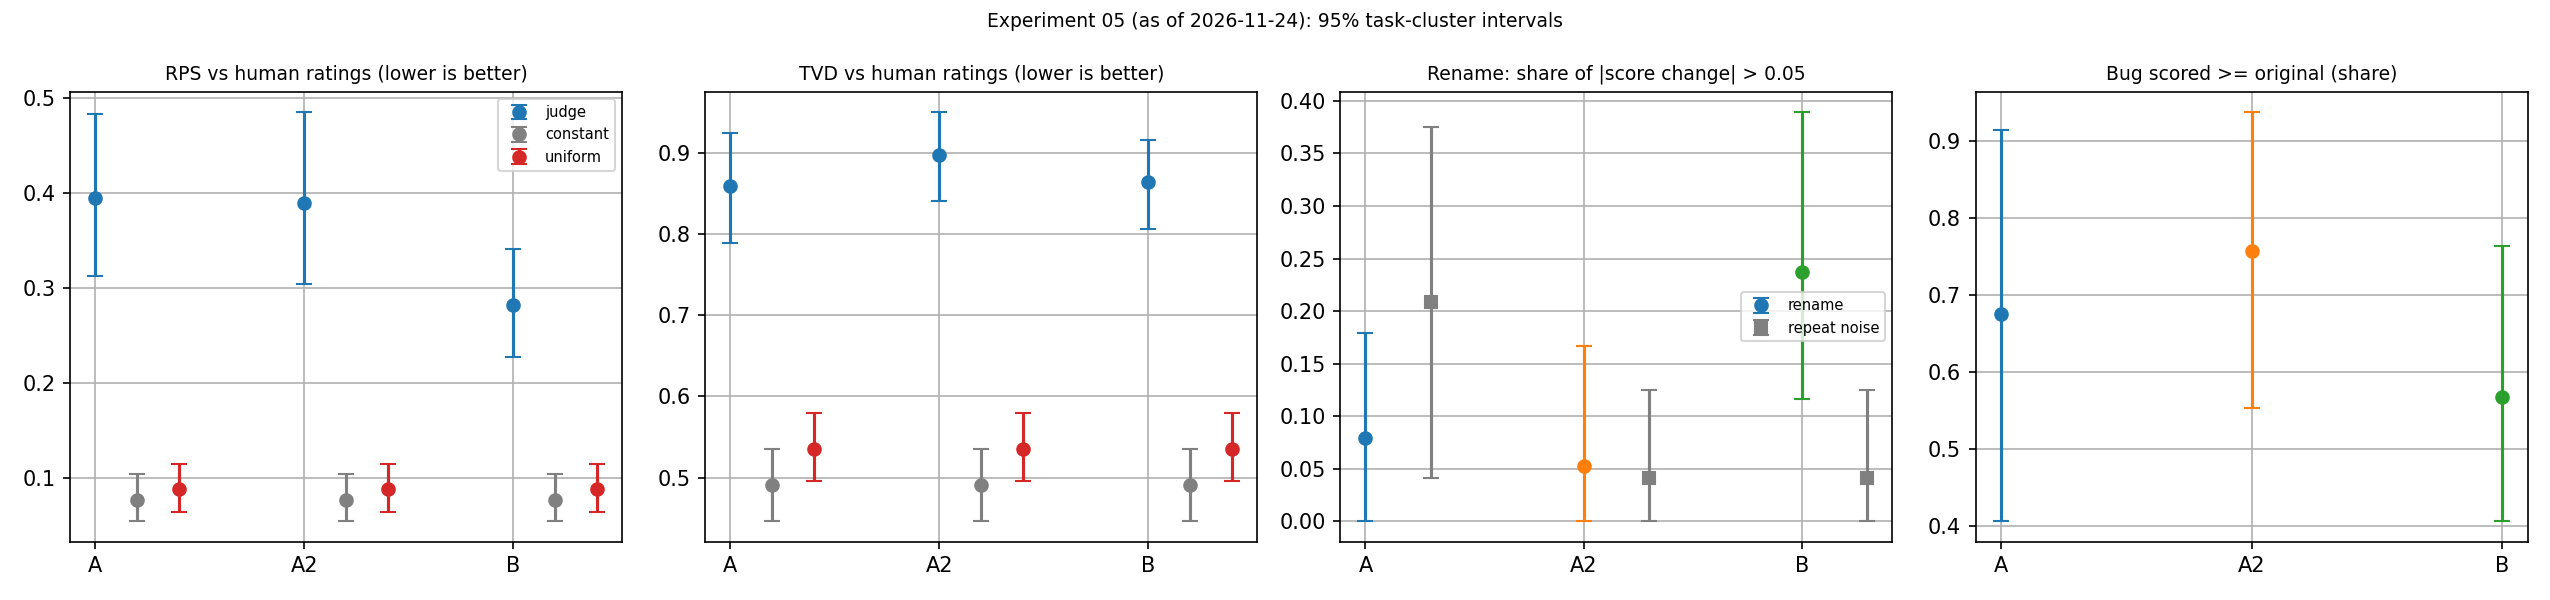 Experiment 05 (as of 2026-11-24): 95% task-cluster intervals
RPS vs human ratings (lower is better)
0.5
0.4
0.3
0.2
0.1
judge
constant
uniform
A A2 B
TVD vs human ratings (lower is better)
0.9
0.8
0.7
0.6
0.5
A A2 B
Rename: share of |score change| > 0.05
0.40
0.35
0.30
0.25
0.20
0.15
0.10
0.05
0.00
rename
repeat noise
A A2 B
Bug scored >= original (share)
0.9
0.8
0.7
0.6
0.5
0.4
A A2 B